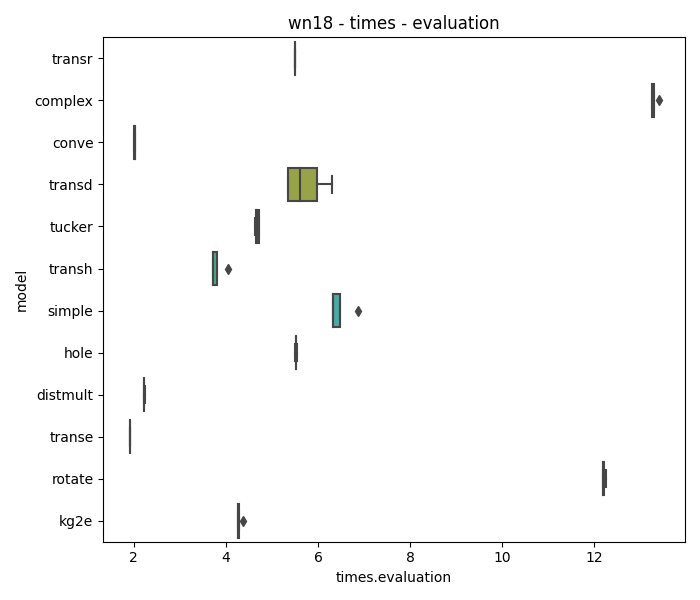 wn18 - times - evaluation
transr
complex
conve
transd
tucker
transh
simple
hole
distmult
transe
rotate
kg2e
model
2 4 6 8 10 12
times.evaluation